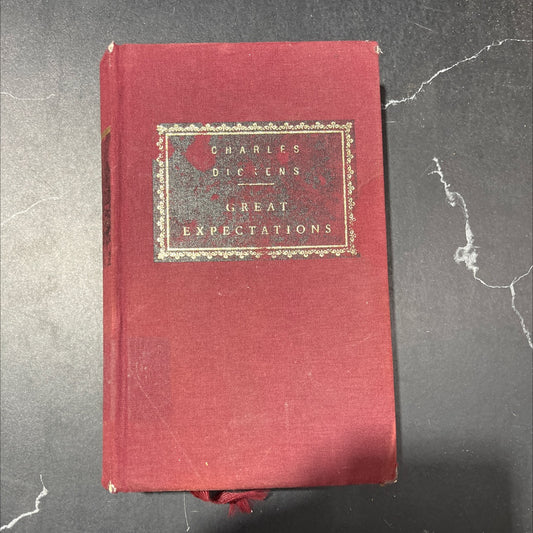 CHARLES
DICKENS
GREAT
EXPECTATIONS